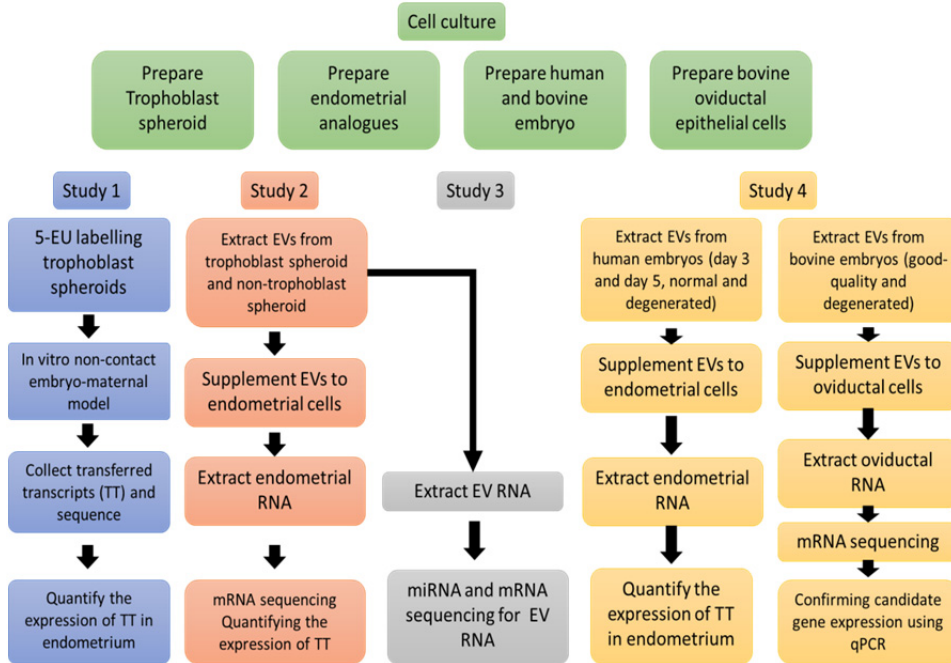 Cell culture
Prepare
Trophoblast
spheroid
Prepare
endometrial
analogues
Prepare human
and bovine
embryo
Prepare bovine
oviductal
epithelial cells
Study 1
Study 2
Study 3
Study 4
5-EU labelling
trophoblast
spheroids
In vitro non-contact
embryo-maternal
model
Collect transferred
transcripts (TT) and
sequence
Quantify the
expression of TT in
endometrium
Extract EVs from
trophoblast spheroid
and non-trophoblast
spheroid
Supplement EVs to
endometrial cells
Extract endometrial
RNA
mRNA sequencing
Quantifying the
expression of TT
Extract EV RNA
miRNA and mRNA
sequencing for EV
RNA
Extract EVs from
human embryos (day 3
and day 5, normal and
degenerated)
Supplement EVs to
endometrial cells
Extract endometrial
RNA
Quantify the
expression of TT
in endometrium
Extract EVs from
bovine embryos (good-
quality and
degenerated)
Supplement EVs to
oviductal cells
Extract oviductal
RNA
mRNA sequencing
Confirming candidate
gene expression using
qPCR